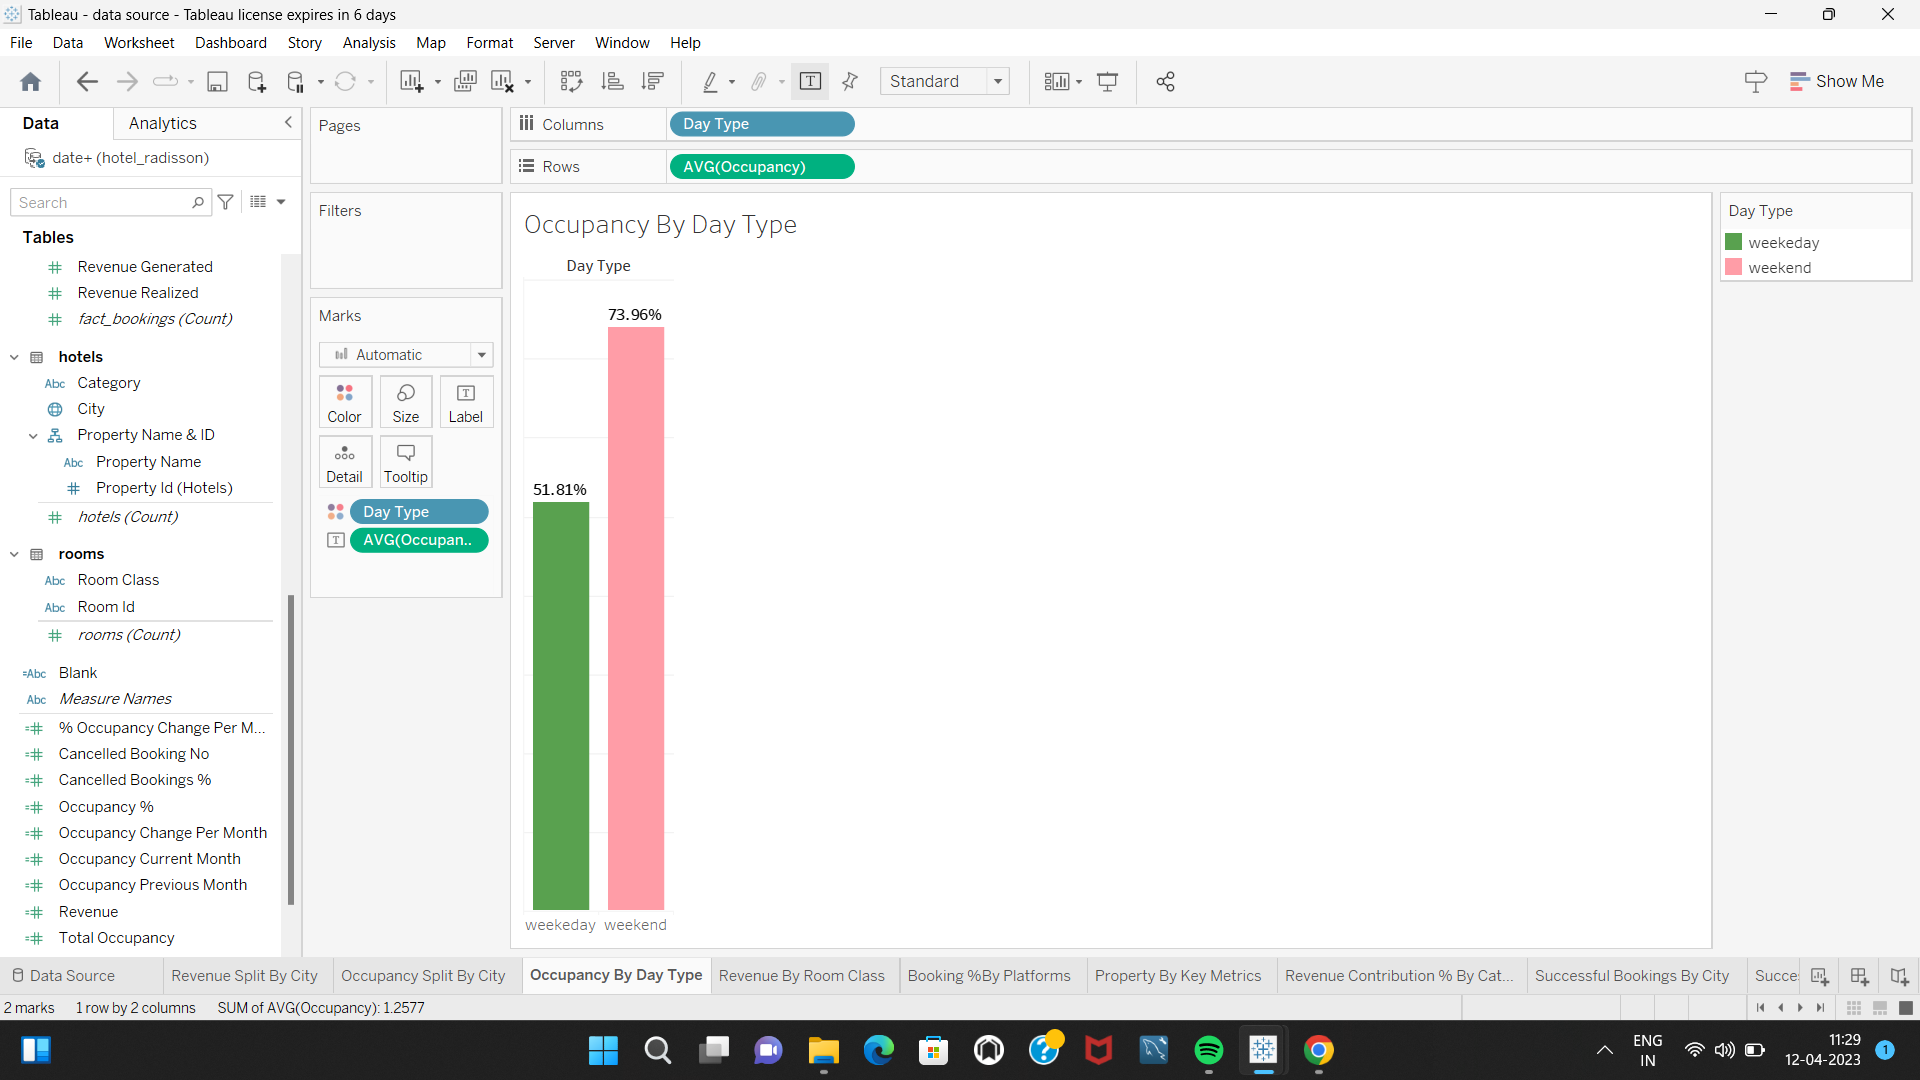 Tableau - data source - Tableau license expires in 6 days
File Data Worksheet Dashboard Story Analysis Map Format Server Window Help
Standard
Show Me
Data Analytics
date+ (hotel_radisson)
Search
Tables
Revenue Generated
Revenue Realized
fact_bookings (Count)
hotels
Abc Category
City
Property Name & ID
Abc Property Name
Property Id (Hotels)
hotels (Count)
rooms
Abc Room Class
Abc Room Id
rooms (Count)
=Abc Blank
Abc Measure Names
=# % Occupancy Change Per M...
=# Cancelled Booking No
=# Cancelled Bookings %
=# Occupancy %
=# Occupancy Change Per Month
=# Occupancy Current Month
=# Occupancy Previous Month
=# Revenue
=# Total Occupancy
Pages
Filters
Marks
Automatic
Color Size Label
Detail Tooltip
Day Type
AVG(Occupan..
Columns Day Type
Rows AVG(Occupancy)
Occupancy By Day Type
Day Type
73.96%
51.81%
weekeday weekend
Day Type
weekeday
weekend
Data Source Revenue Split By City Occupancy Split By City Occupancy By Day Type Revenue By Room Class Booking %By Platforms Property By Key Metrics Revenue Contribution % By Cat... Successful Bookings By City Succe
2 marks 1 row by 2 columns SUM of AVG(Occupancy): 1.2577
ENG
IN
11:29
12-04-2023
1